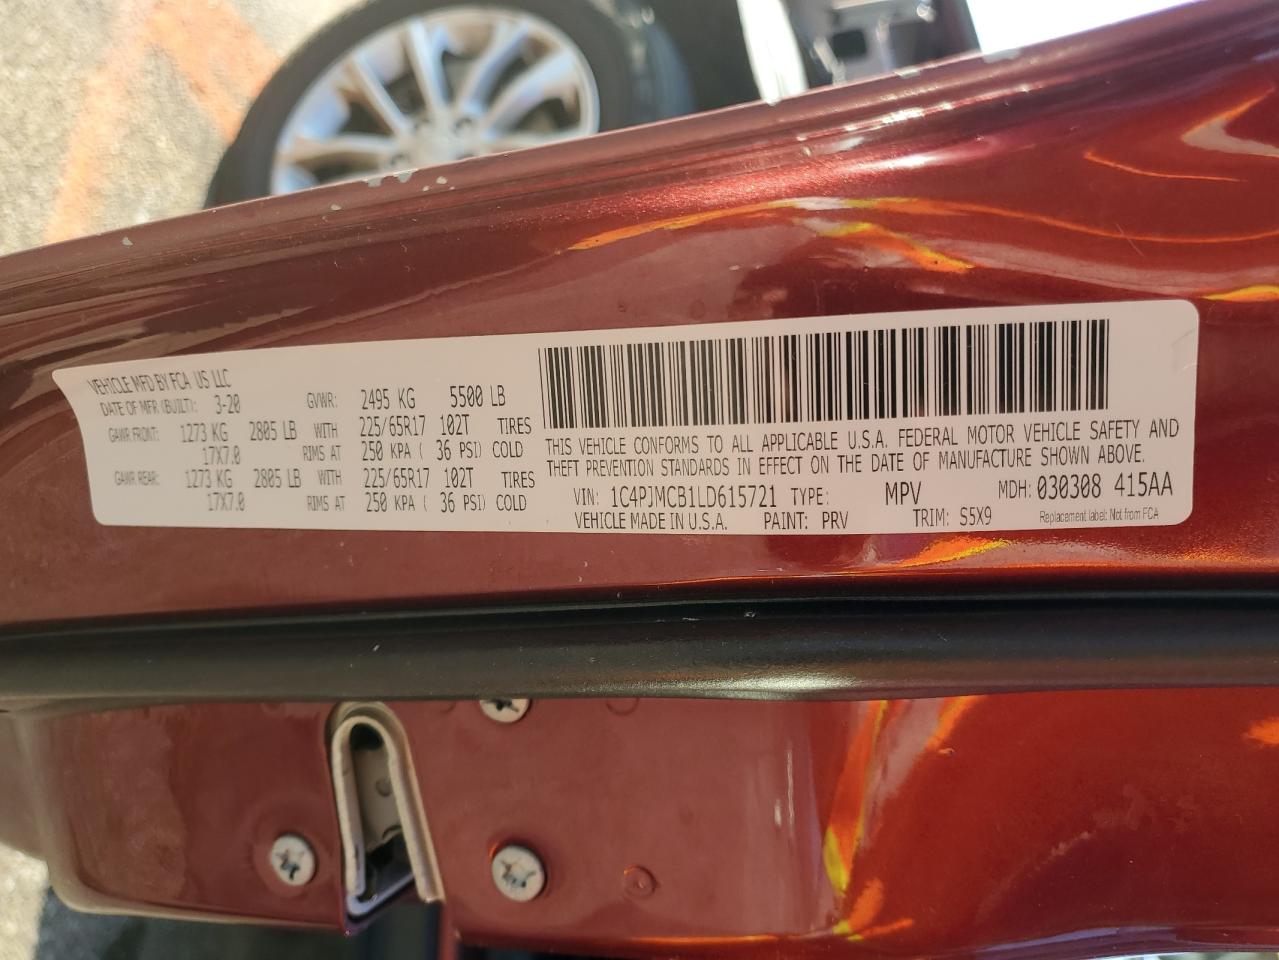 VEHICLE MFD BY FCA US LLC
DATE OF MFR (BUILT): 3-20 GVWR: 2495 KG 5500 LB
GAWR FRONT: 1273 KG 2805 LB WITH 225/65R17 102T TIRES
17X7.0 RIMS AT 250 KPA ( 36 PSI) COLD
GAWR REAR: 1273 KG 2805 LB WITH 225/65R17 102T TIRES
17X7.0 RIMS AT 250 KPA ( 36 PSI) COLD
THIS VEHICLE CONFORMS TO ALL APPLICABLE U.S.A. FEDERAL MOTOR VEHICLE SAFETY AND
THEFT PREVENTION STANDARDS IN EFFECT ON THE DATE OF MANUFACTURE SHOWN ABOVE.
VIN: 1C4PJMCB1LD615721 TYPE: MPV MDH: 030308 415AA
VEHICLE MADE IN U.S.A. PAINT: PRV TRIM: S5X9 Replacement label: Not from FCA